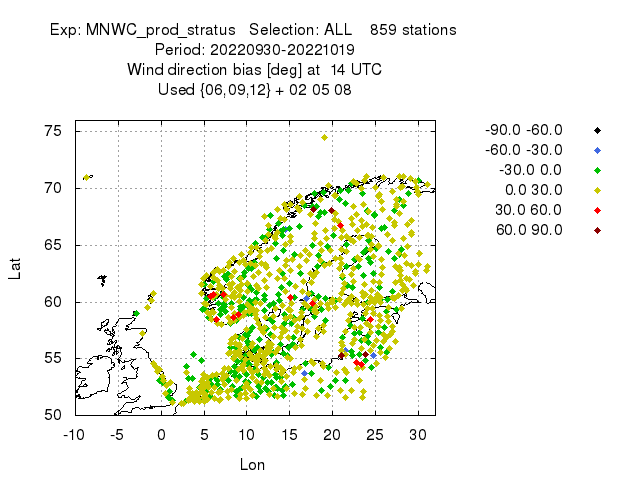 Exp: MNWC_prod_stratus   Selection: ALL    859 stations
Period: 20220930-20221019
Wind direction bias [deg] at  14 UTC
Used {06,09,12} + 02 05 08
-90.0 -60.0
-60.0 -30.0
-30.0 0.0
0.0 30.0
30.0 60.0
60.0 90.0
75
70
65
60
55
50
Lat
-10 -5 0 5 10 15 20 25 30
Lon